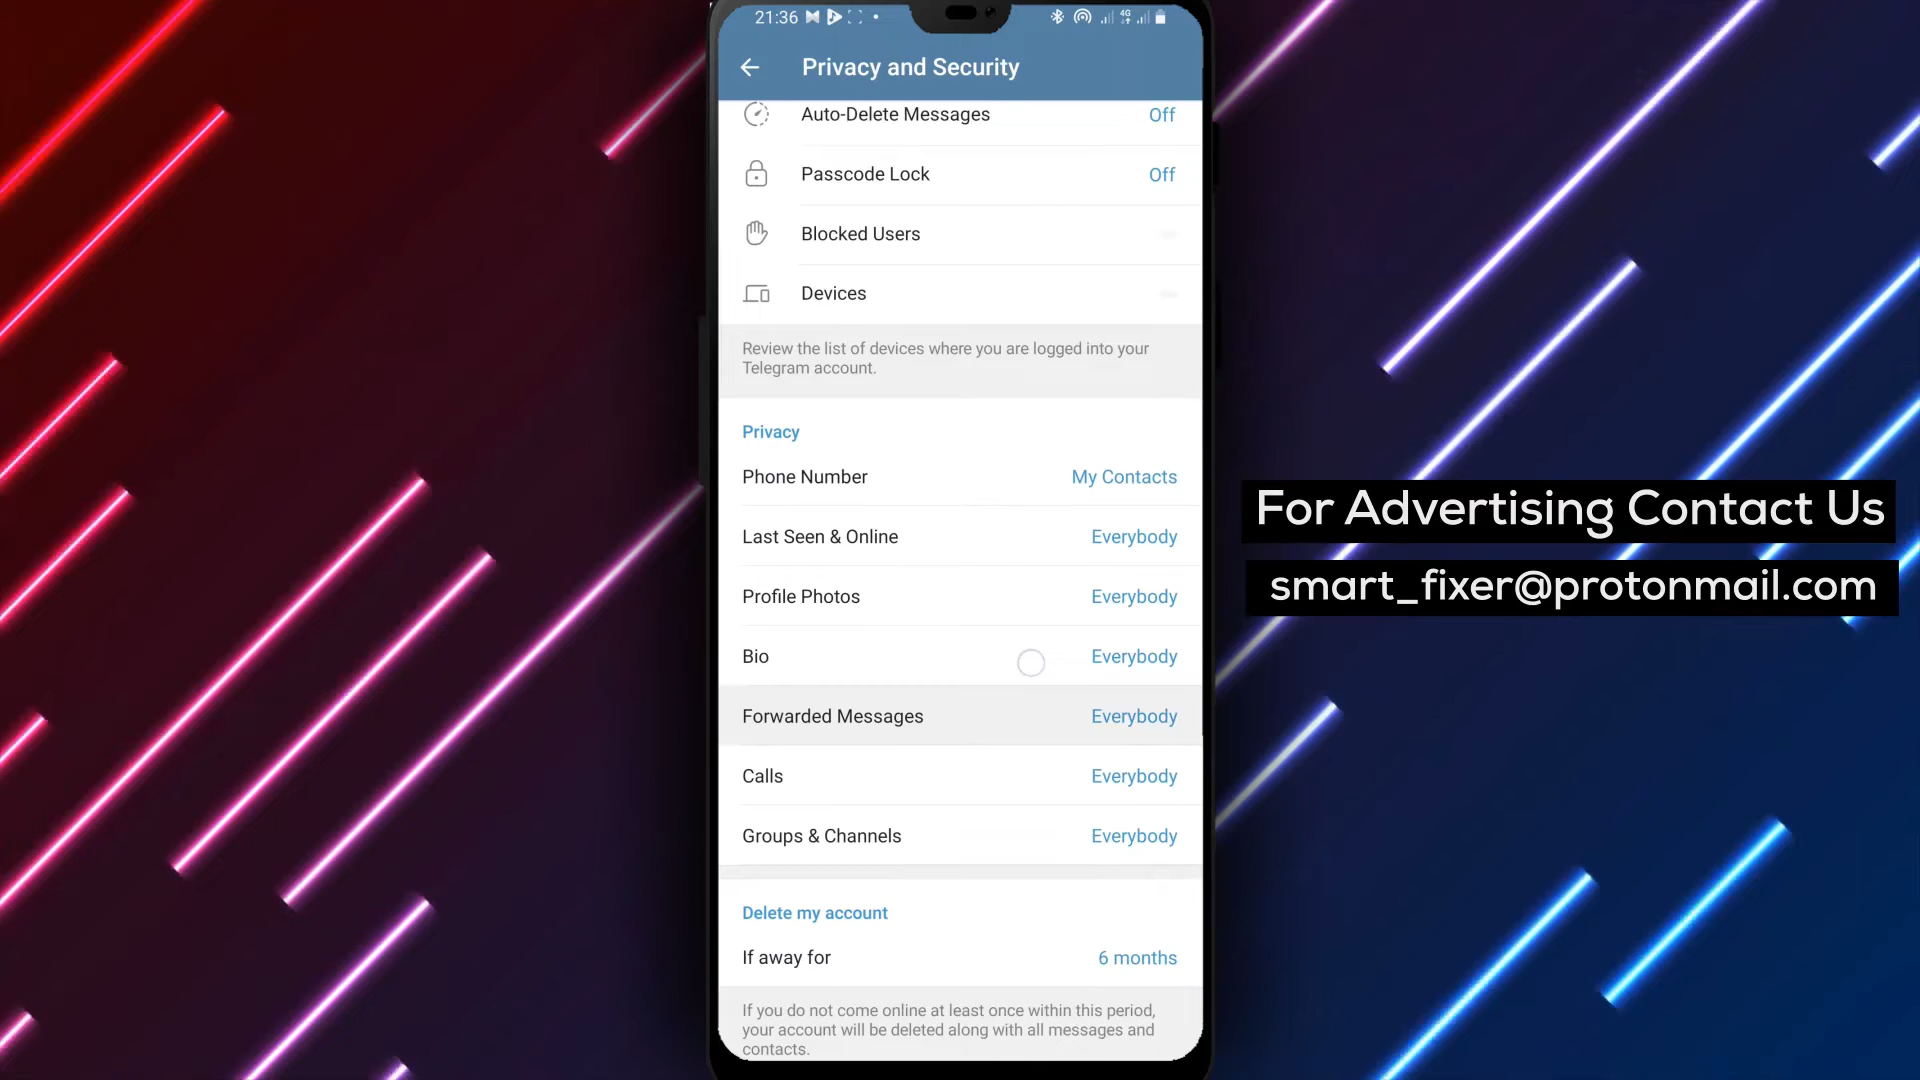 21:36
4G
Privacy and Security
Auto-Delete Messages Off
Passcode Lock Off
Blocked Users
Devices
Review the list of devices where you are logged into your
Telegram account.
Privacy
Phone Number My Contacts
Last Seen & Online Everybody
Profile Photos Everybody
Bio Everybody
Forwarded Messages Everybody
Calls Everybody
Groups & Channels Everybody
Delete my account
If away for 6 months
If you do not come online at least once within this period,
your account will be deleted along with all messages and
contacts.
For Advertising Contact Us
smart_fixer@protonmail.com